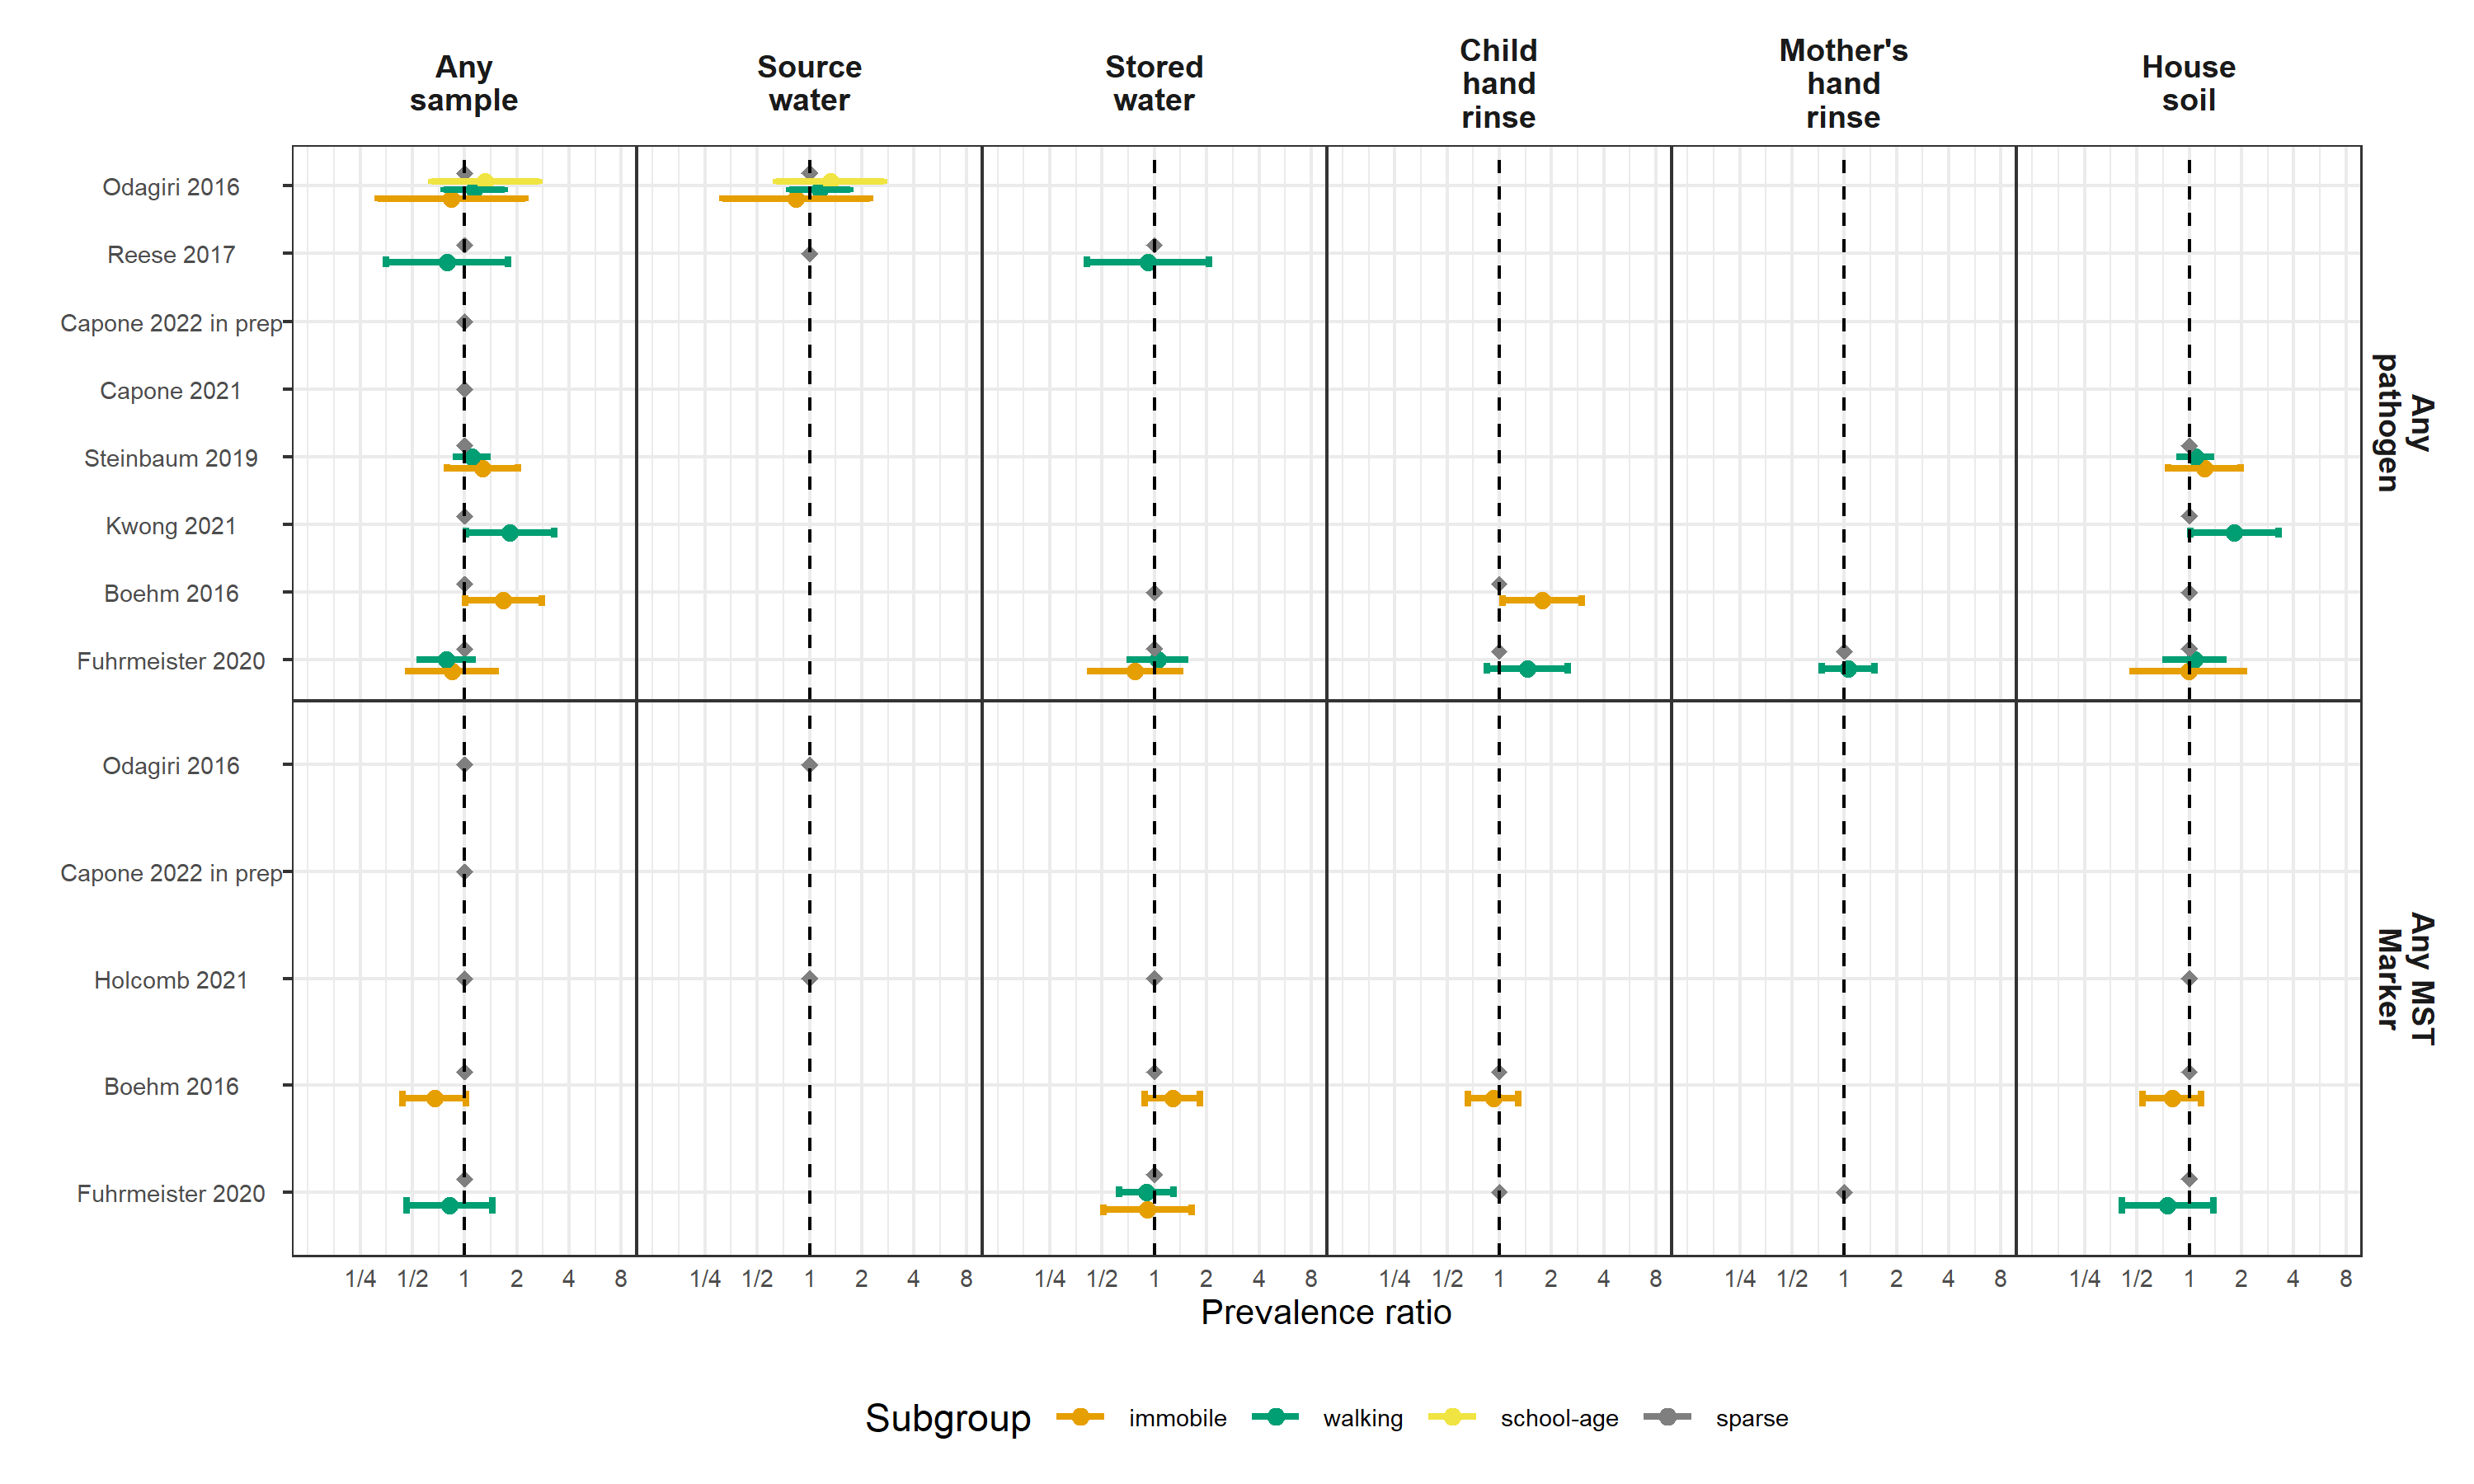 Any
sample
Source
water
Stored
water
Child
hand
rinse
Mother's
hand
rinse
House
soil
Odagiri 2016
Reese 2017
Capone 2022 in prep
Capone 2021
Steinbaum 2019
Kwong 2021
Boehm 2016
Fuhrmeister 2020
Any
pathogen
Odagiri 2016
Capone 2022 in prep
Holcomb 2021
Boehm 2016
Fuhrmeister 2020
Any MST
Marker
1/4 1/2 1 2 4 8 1/4 1/2 1 2 4 8 1/4 1/2 1 2 4 8 1/4 1/2 1 2 4 8 1/4 1/2 1 2 4 8 1/4 1/2 1 2 4 8
Prevalence ratio
Subgroup immobile walking school-age sparse